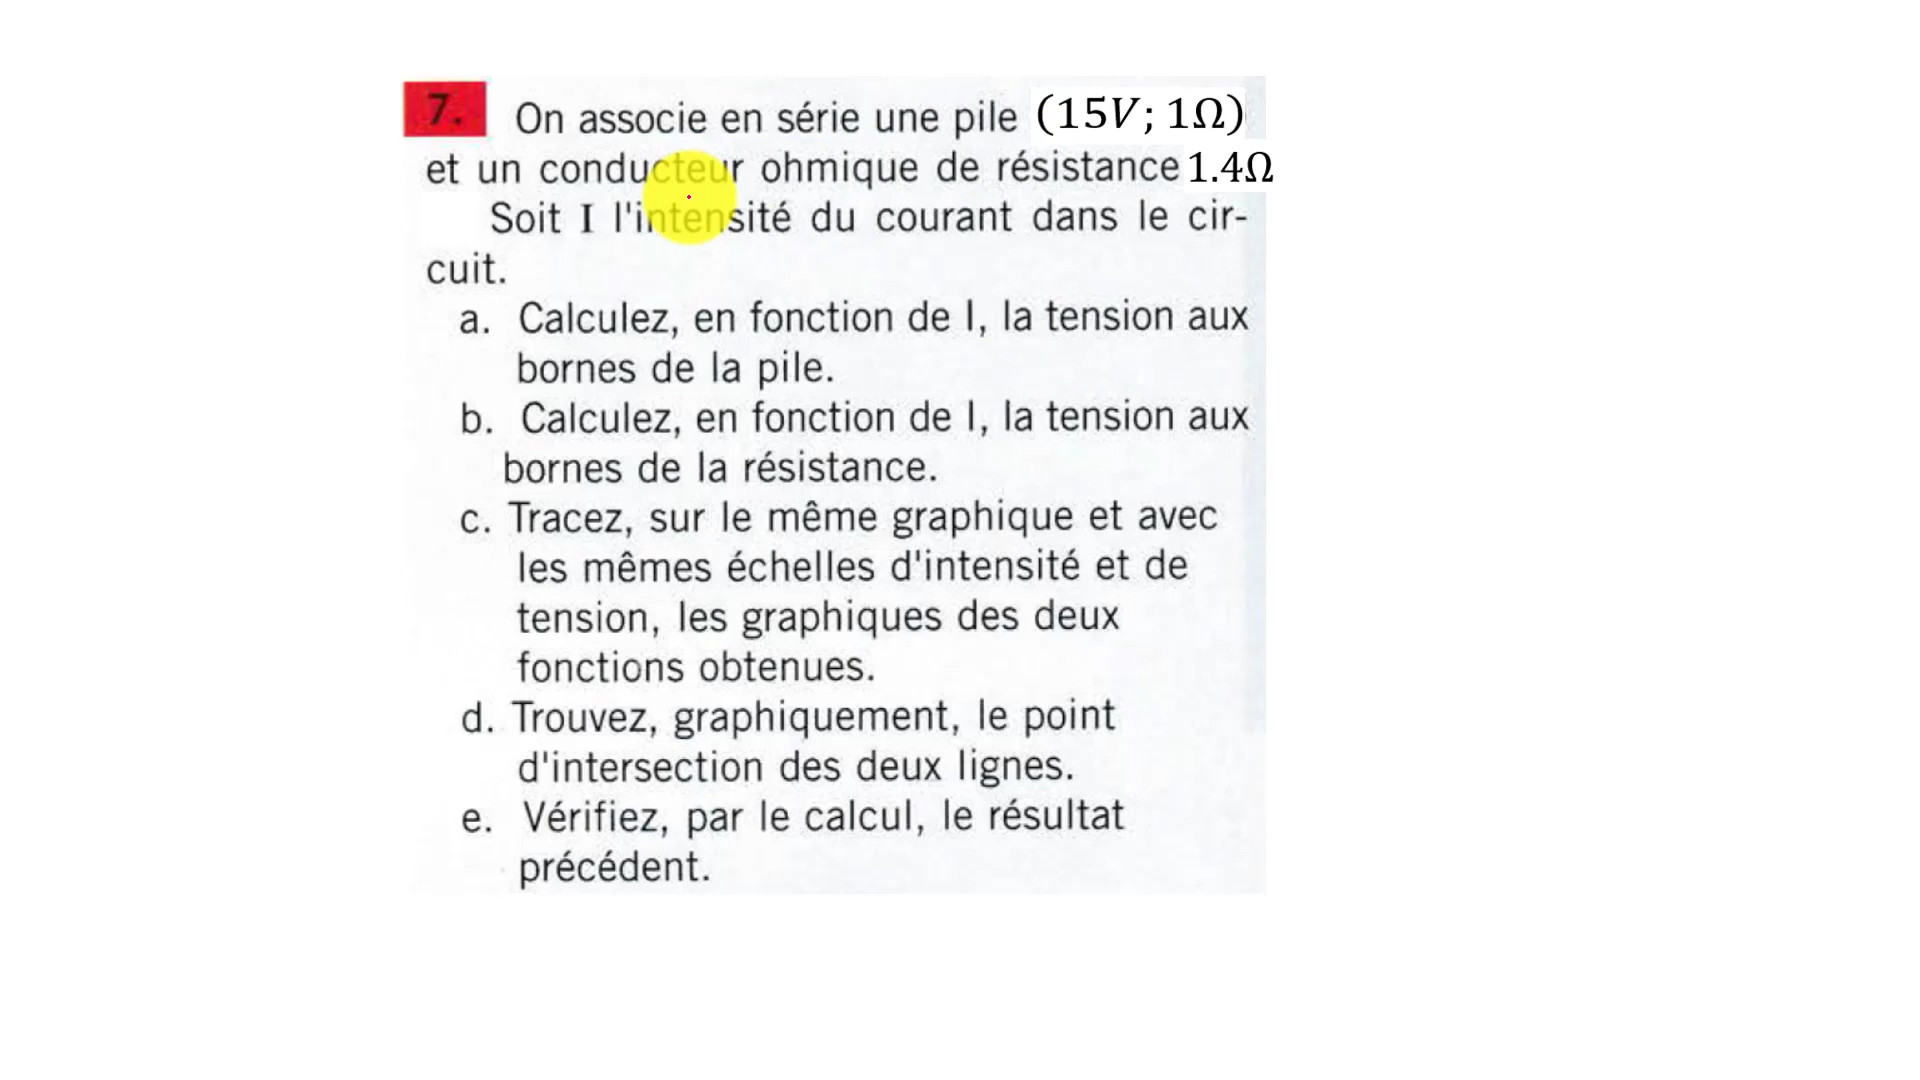 7. On associe en série une pile (15V; 1Ω)
et un conducteur ohmique de résistance 1.4Ω
Soit I l'intensité du courant dans le cir-
cuit.
a. Calculez, en fonction de I, la tension aux
bornes de la pile.
b. Calculez, en fonction de I, la tension aux
bornes de la résistance.
c. Tracez, sur le même graphique et avec
les mêmes échelles d'intensité et de
tension, les graphiques des deux
fonctions obtenues.
d. Trouvez, graphiquement, le point
d'intersection des deux lignes.
e. Vérifiez, par le calcul, le résultat
précédent.